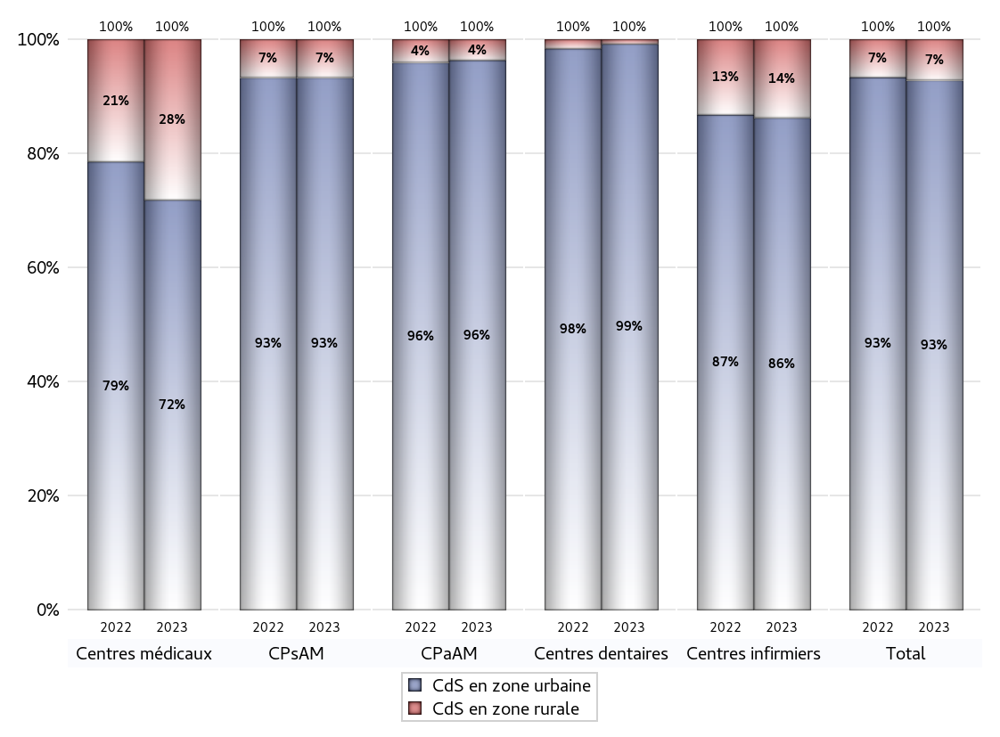 100% 100% 100% 100% 100% 100% 100% 100% 100% 100% 100% 100%
100%
7% 7% 4% 4% 7% 7%
13% 14%
21%
28%
80%
60%
98% 99%
96% 96%
93% 93% 93% 93%
87% 86%
40%
79%
72%
20%
0%
2022 2023 2022 2023 2022 2023 2022 2023 2022 2023 2022 2023
Centres médicaux CPsAM CPaAM Centres dentaires Centres infirmiers Total
CdS en zone urbaine
CdS en zone rurale